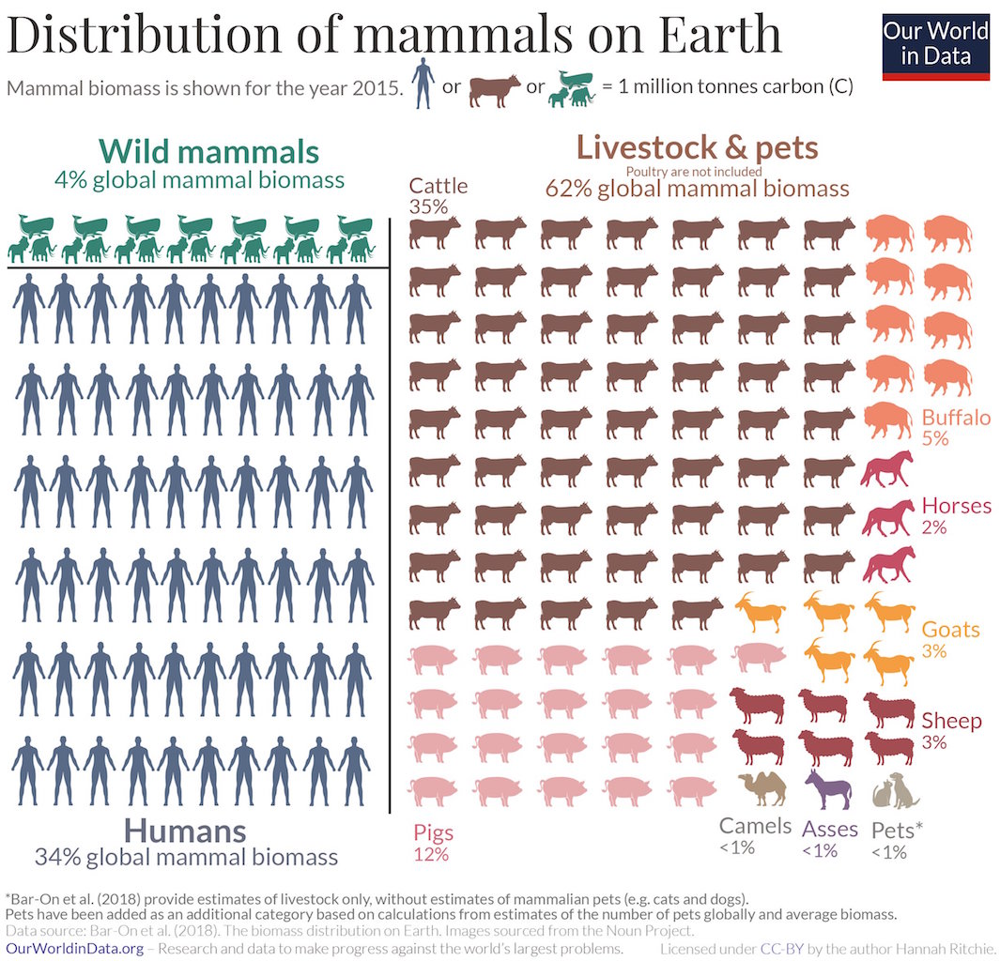 Distribution of mammals on Earth
Our World
in Data
Mammal biomass is shown for the year 2015. or or = 1 million tonnes carbon (C)
Wild mammals
4% global mammal biomass
Livestock & pets
Poultry are not included
62% global mammal biomass
Cattle
35%
Buffalo
5%
Horses
2%
Goats
3%
Sheep
3%
Humans
34% global mammal biomass
Pigs
12%
Camels
<1%
Asses
<1%
Pets*
<1%
*Bar-On et al. (2018) provide estimates of livestock only, without estimates of mammalian pets (e.g. cats and dogs).
Pets have been added as an additional category based on calculations from estimates of the number of pets globally and average biomass.
Data source: Bar-On et al. (2018). The biomass distribution on Earth. Images sourced from the Noun Project.
OurWorldinData.org – Research and data to make progress against the world's largest problems.
Licensed under CC-BY by the author Hannah Ritchie.